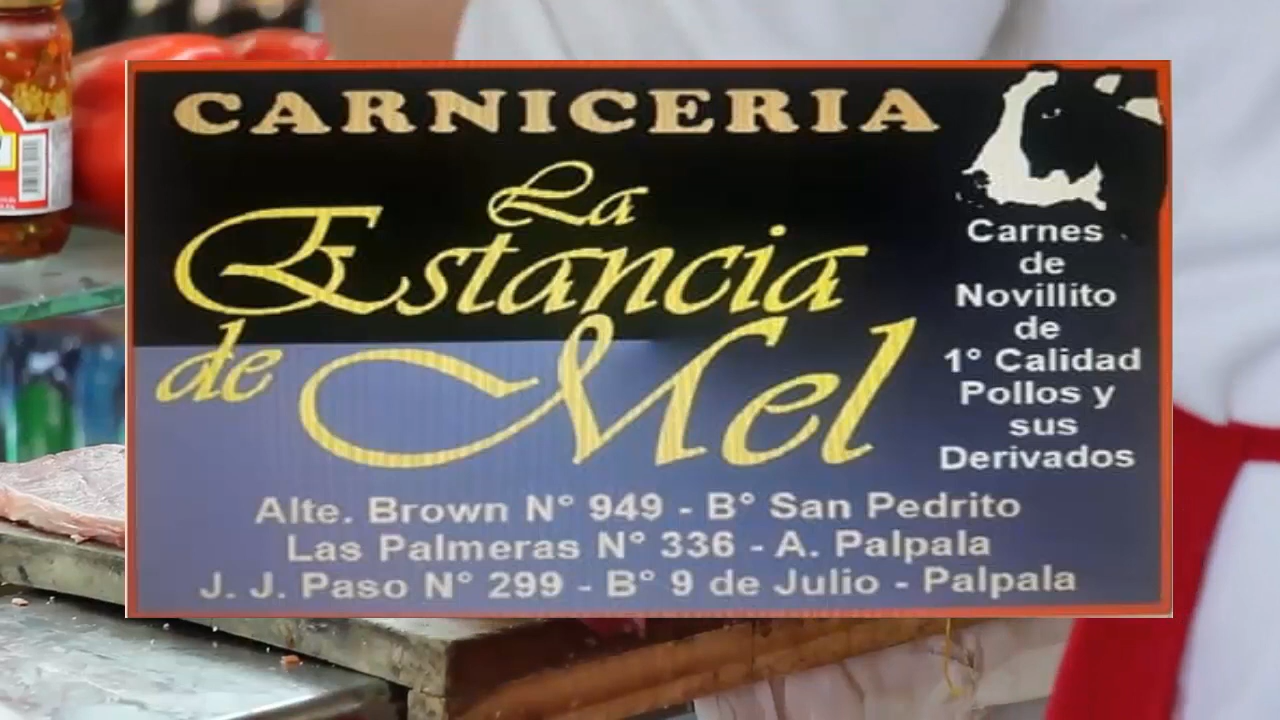 CARNICERIA
La
Estancia
de Mel
Carnes
de
Novillito
de
1° Calidad
Pollos y
sus
Derivados
Alte. Brown N° 949 - B° San Pedrito
Las Palmeras N° 336 - A. Palpala
J. J. Paso N° 299 - B° 9 de Julio - Palpala